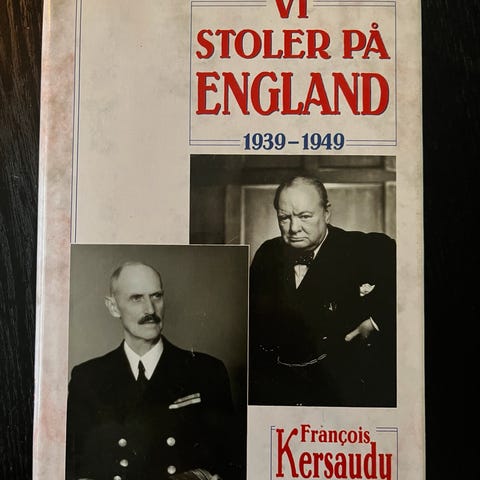 VI
STOLER PÅ
ENGLAND
1939–1949
François
Kersaudy